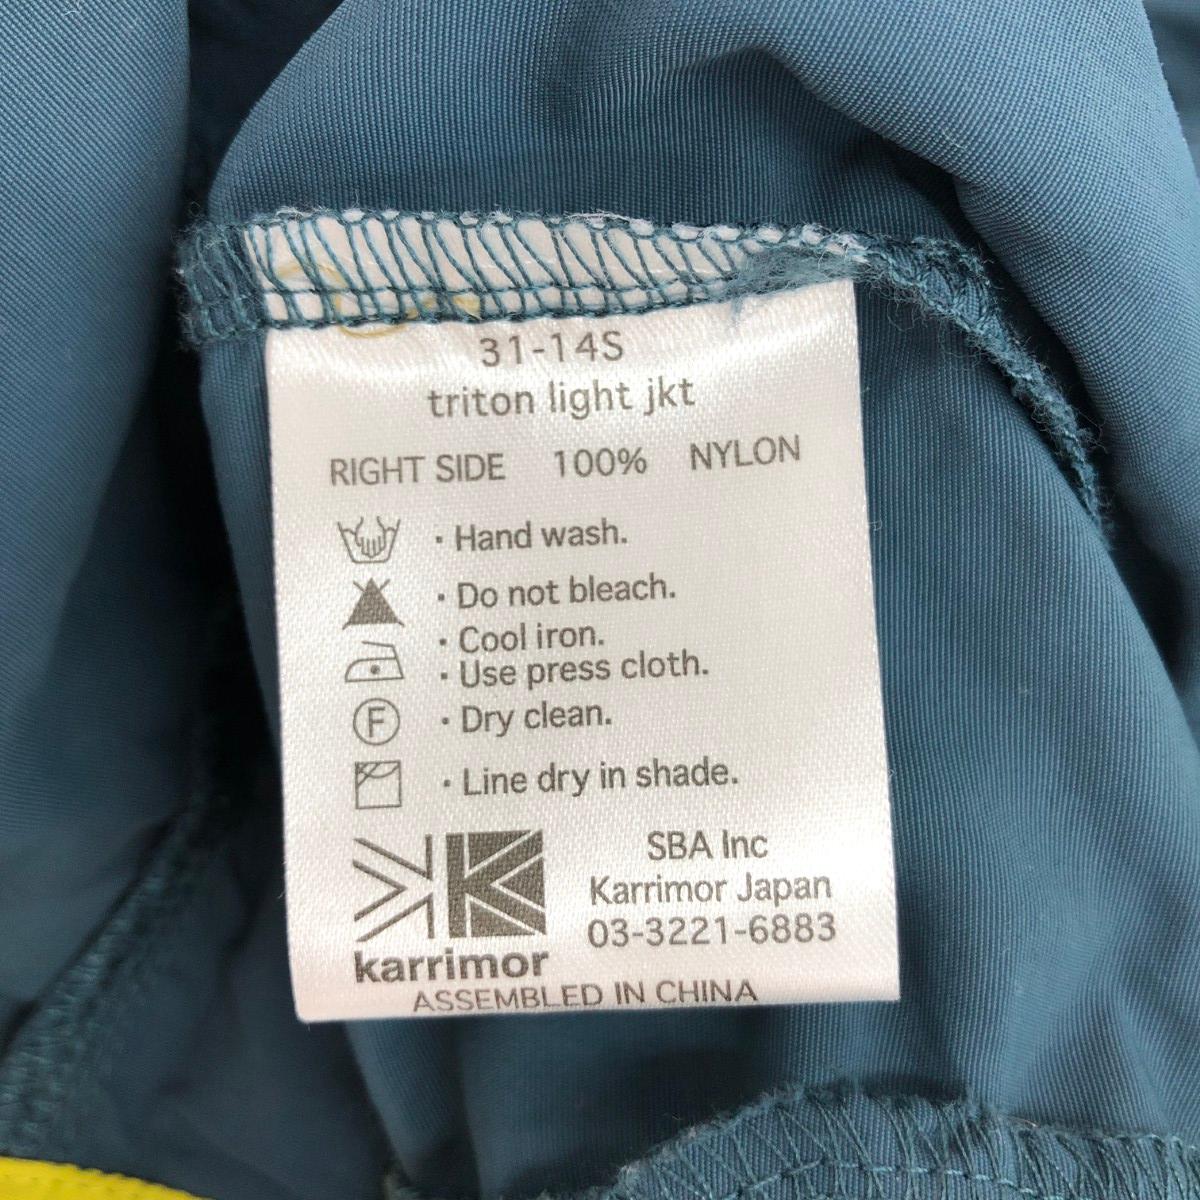 31-14S
triton light jkt
RIGHT SIDE 100% NYLON
· Hand wash.
· Do not bleach.
· Cool iron.
· Use press cloth.
F · Dry clean.
· Line dry in shade.
SBA Inc
Karrimor Japan
03-3221-6883
karrimor
ASSEMBLED IN CHINA